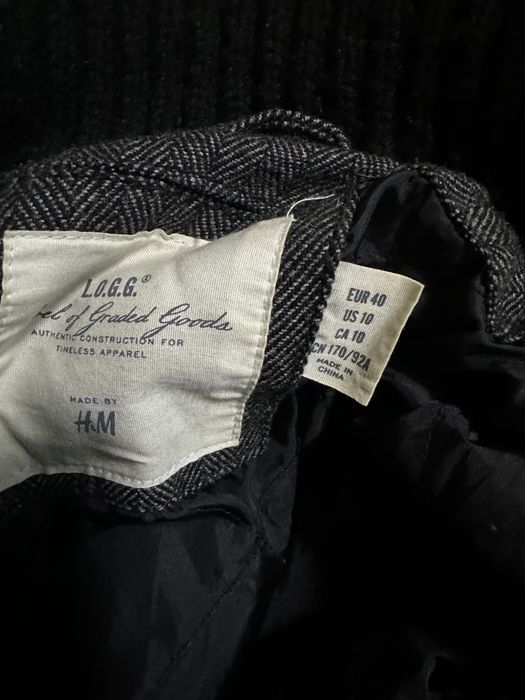 L.O.G.G.®
bel of Graded Goods
AUTHENTIC CONSTRUCTION FOR
TIMELESS APPAREL
MADE BY
H&M
EUR 40
US 10
CA 10
CN 170/92A
MADE IN
CHINA